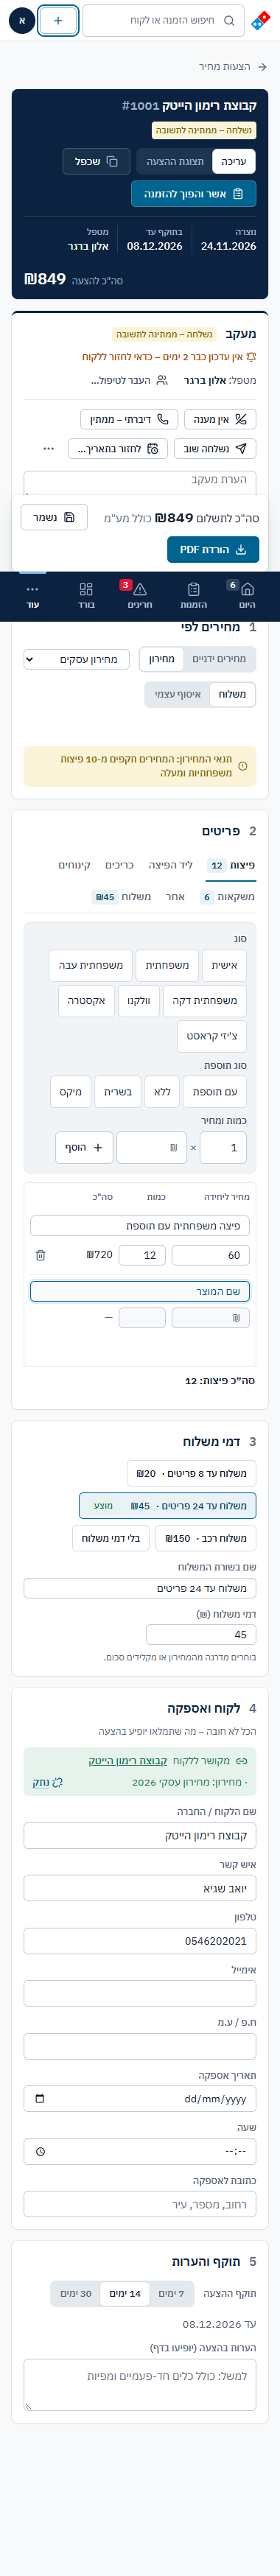 חיפוש הזמנה או לקוח
א
הצעות מחיר
קבוצת רימון הייטק #1001
נשלחה – ממתינה לתשובה
עריכה
תצוגת ההצעה
שכפל
אשר והפוך להזמנה
נוצרה
24.11.2026
בתוקף עד
08.12.2026
מטפל
אלון ברגר
סה"כ להצעה ₪849
מעקב
נשלחה – ממתינה לתשובה
אין עדכון כבר 2 ימים – כדאי לחזור ללקוח
מטפל: אלון ברגר
העבר לטיפול...
אין מענה
דיברתי – ממתין
נשלחה שוב
לחזור בתאריך...
הערת מעקב
סה"כ לתשלום ₪849 כולל מע"מ
נשמר
הורדת PDF
היום
6
הזמנות
חריגים
3
בורד
עוד
1 מחירים לפי
מחירים ידניים
מחירון
מחירון עסקים
משלוח
איסוף עצמי
תנאי המחירון: המחירים תקפים מ-10 פיצות
משפחתיות ומעלה
2 פריטים
פיצות 12
ליד הפיצה
כריכים
קינוחים
משקאות 6
אחר
משלוח ₪45
סוג
אישית
משפחתית
משפחתית עבה
משפחתית דקה
וולקנו
אקסטרה
צ'יזי קראסט
סוג תוספת
עם תוספת
ללא
בשרית
מיקס
כמות ומחיר
1
×
₪
הוסף
מחיר ליחידה
כמות
סה"כ
פיצה משפחתית עם תוספת
60
12
₪720
שם המוצר
₪
—
סה"כ פיצות: 12
3 דמי משלוח
משלוח עד 8 פריטים · ₪20
משלוח עד 24 פריטים · ₪45 מוצע
משלוח רכב · ₪150
בלי דמי משלוח
שם בשורת המשלוח
משלוח עד 24 פריטים
דמי משלוח (₪)
45
בוחרים מדרגה מהמחירון או מקלידים סכום.
4 לקוח ואספקה
הכל לא חובה – מה שתמלאו יופיע בהצעה
מקושר ללקוח קבוצת רימון הייטק
· מחירון: מחירון עסקי 2026
נתק
שם הלקוח / החברה
קבוצת רימון הייטק
איש קשר
יואב שגיא
טלפון
0546202021
אימייל
ח.פ / ע.מ
תאריך אספקה
dd/mm/yyyy
שעה
--:--
כתובת לאספקה
רחוב, מספר, עיר
5 תוקף והערות
תוקף ההצעה
7 ימים
14 ימים
30 ימים
עד 08.12.2026
הערות בהצעה (יופיעו בדף)
למשל: כולל כלים חד-פעמיים ומפיות